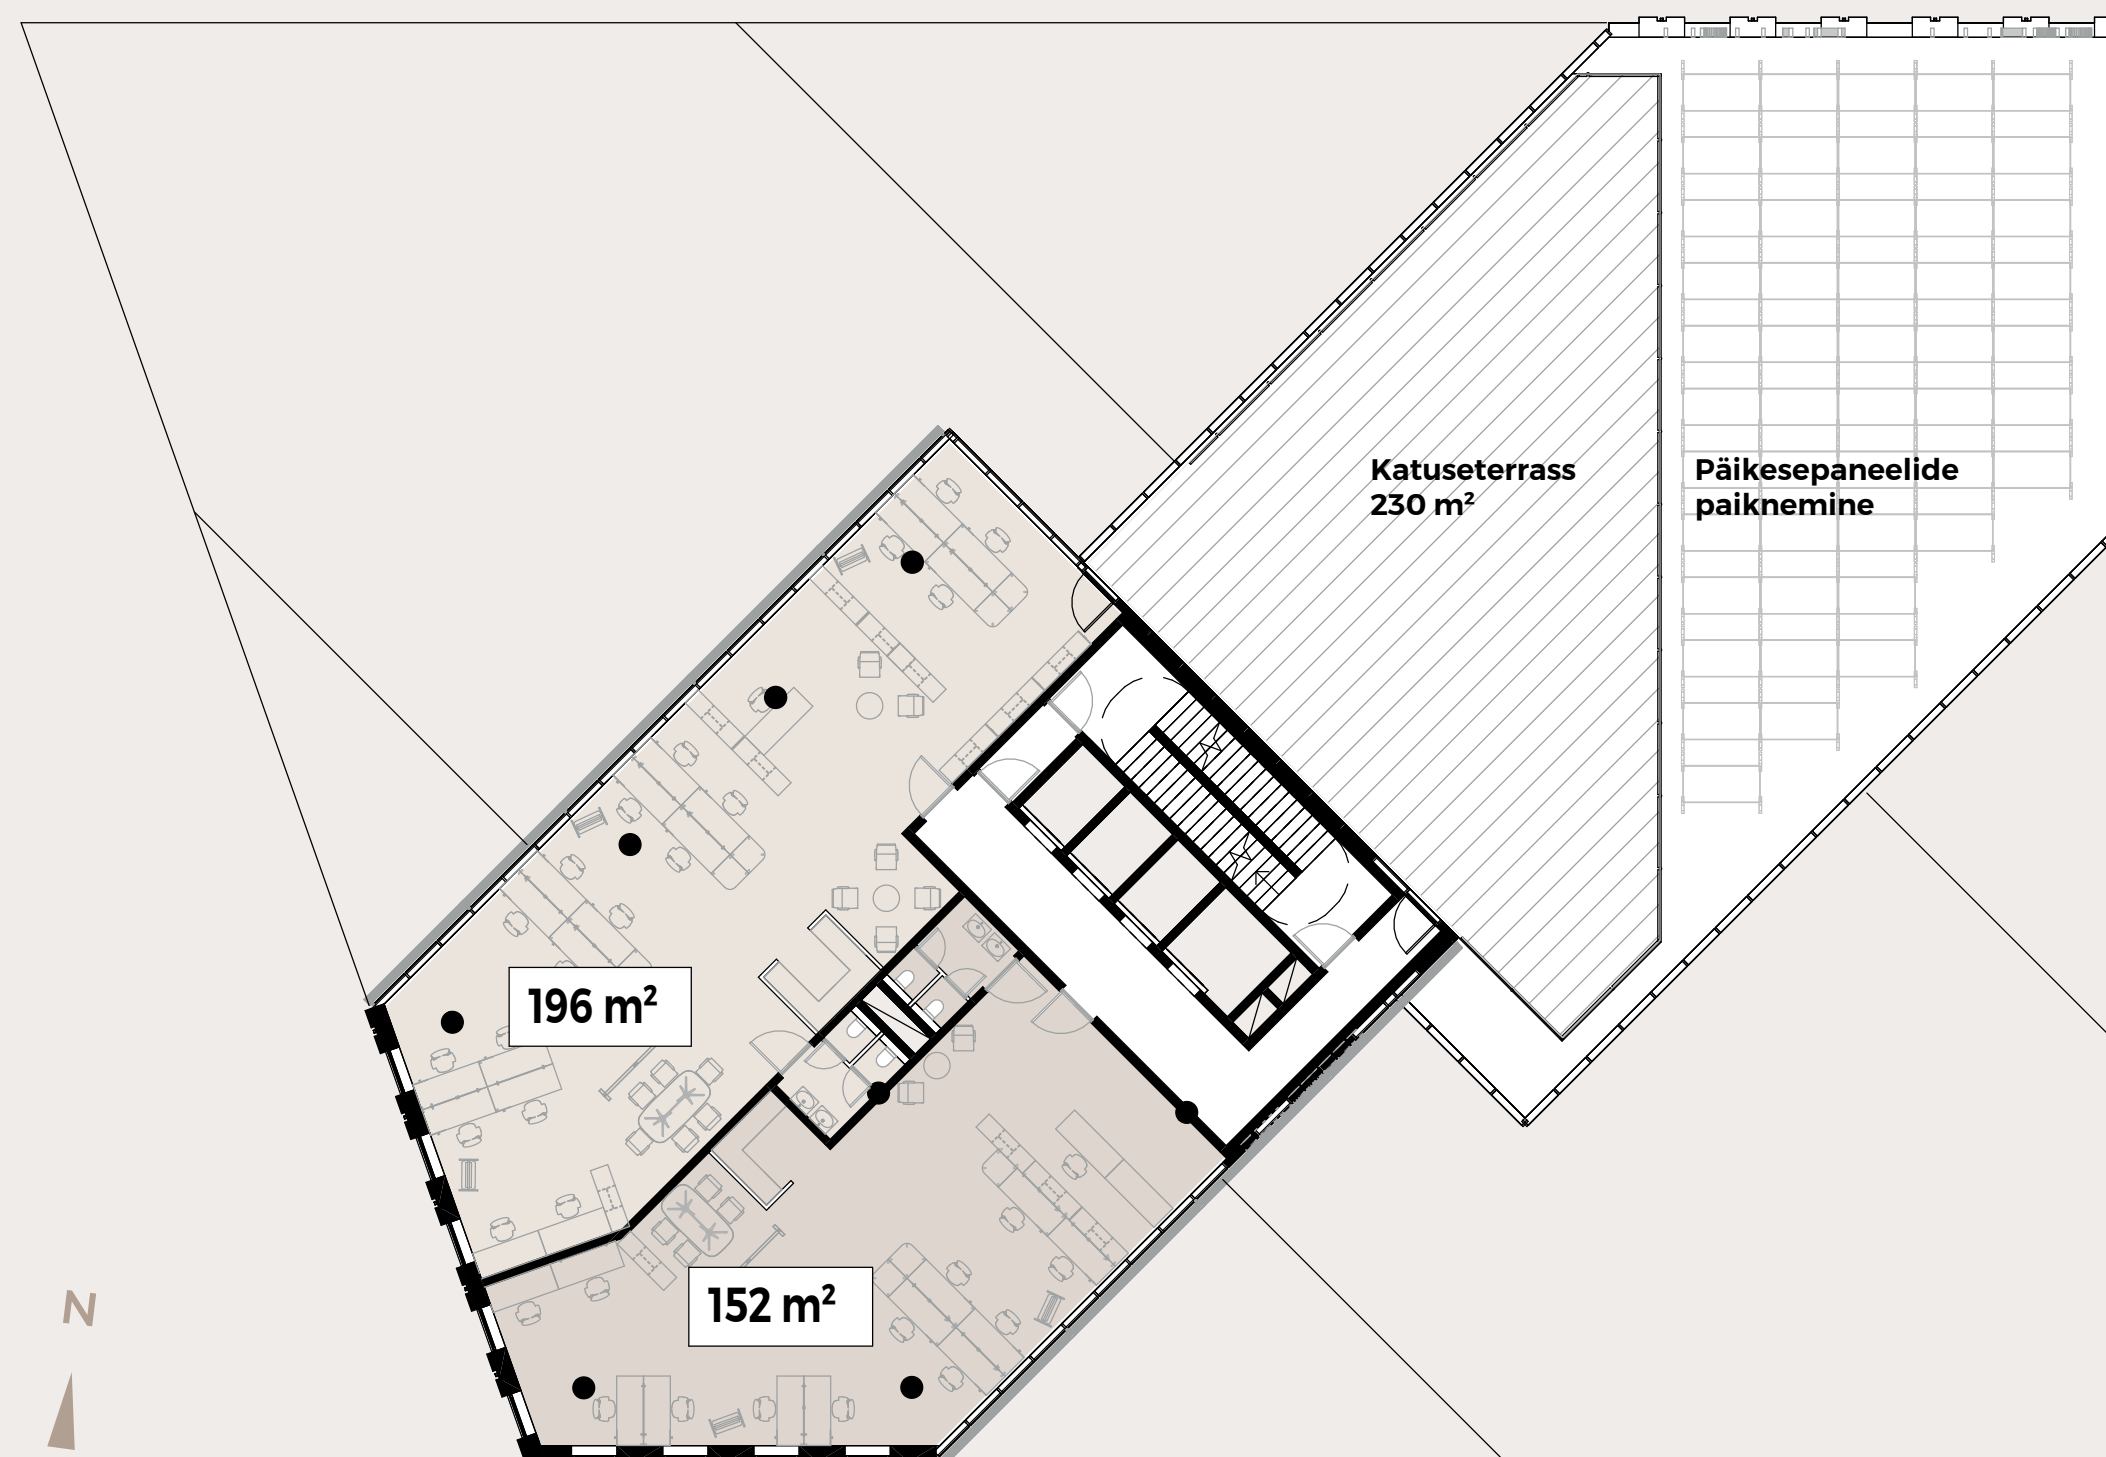 Katuseterrass
230 m²
Päikesepaneelide
paiknemine
196 m²
152 m²
N